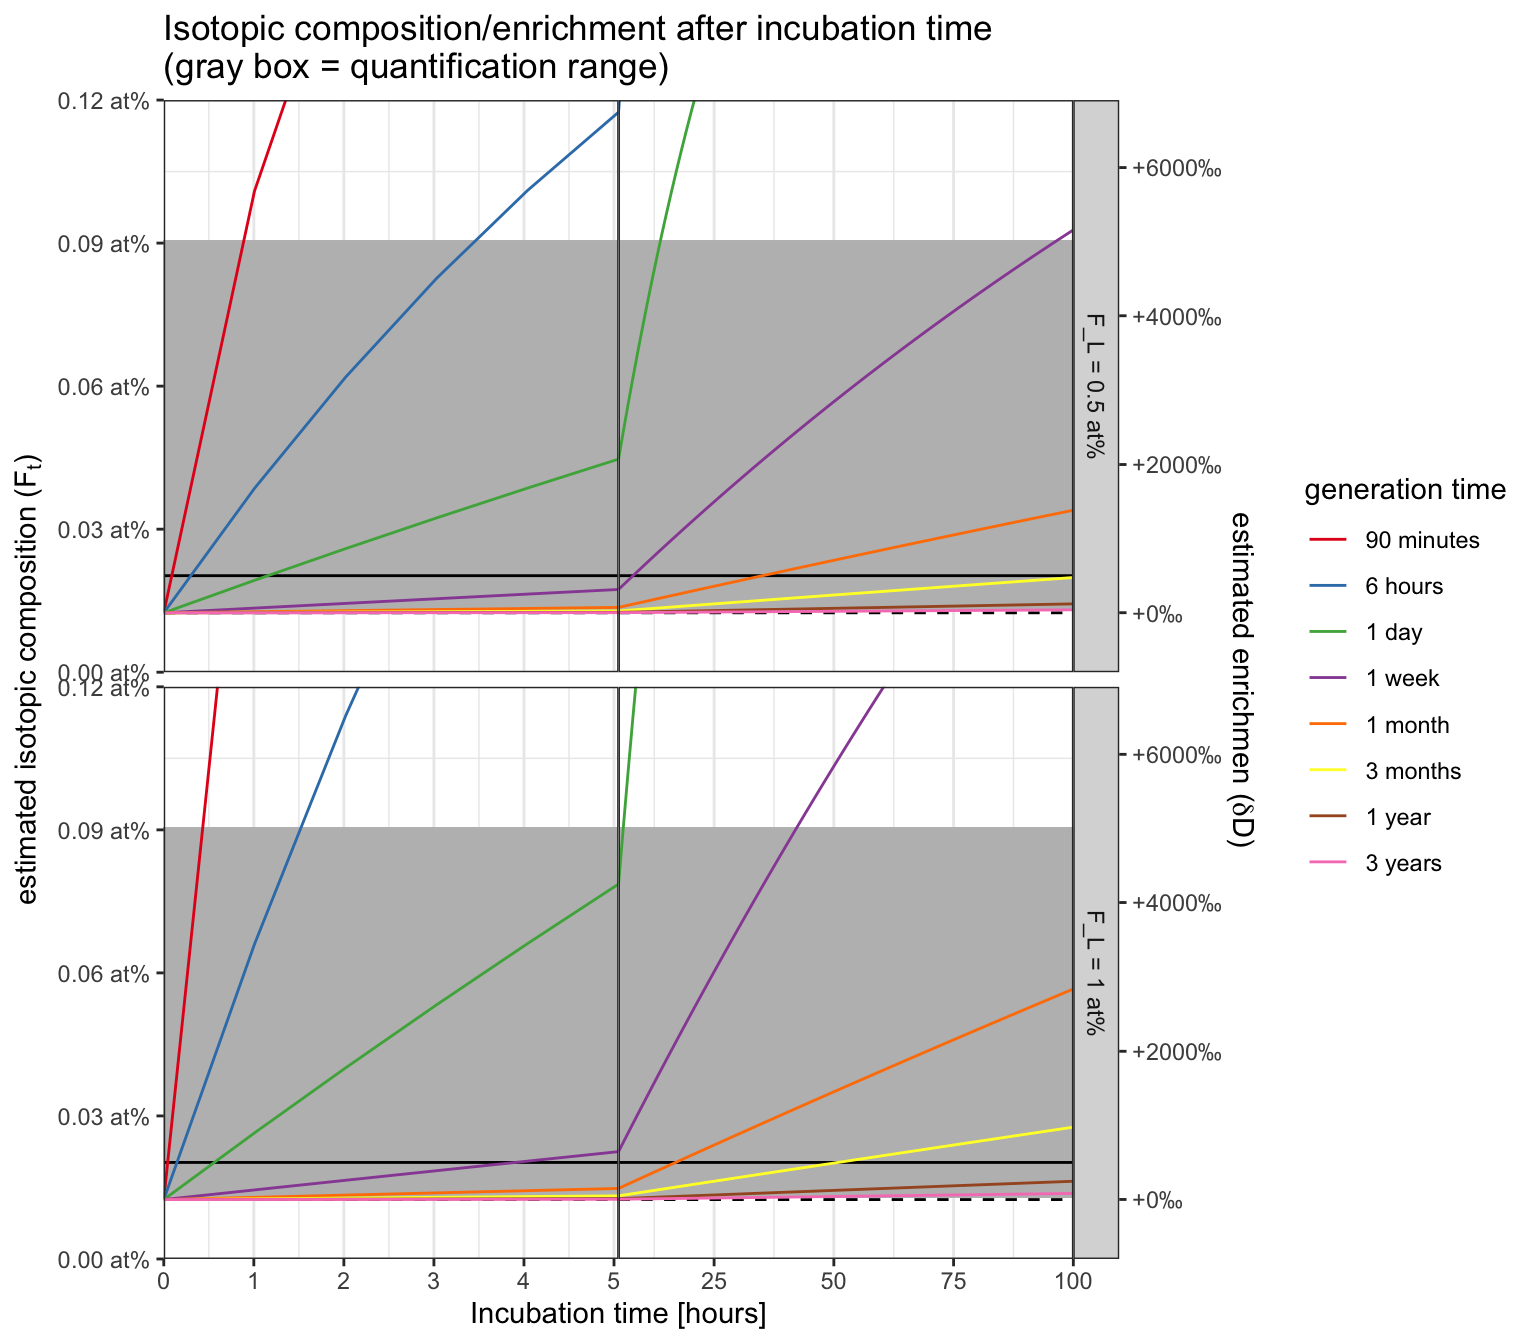 Isotopic composition/enrichment after incubation time
(gray box = quantification range)
estimated isotopic composition (Ft)
0.12 at%
0.09 at%
0.06 at%
0.03 at%
0.00 at%
+6000‰
+4000‰
+2000‰
+0‰
F_L = 0.5 at%
0.12 at%
0.09 at%
0.06 at%
0.03 at%
0.00 at%
+6000‰
+4000‰
+2000‰
+0‰
F_L = 1 at%
0 1 2 3 4 5 25 50 75 100
Incubation time [hours]
estimated enrichmen (δD)
generation time
90 minutes
6 hours
1 day
1 week
1 month
3 months
1 year
3 years